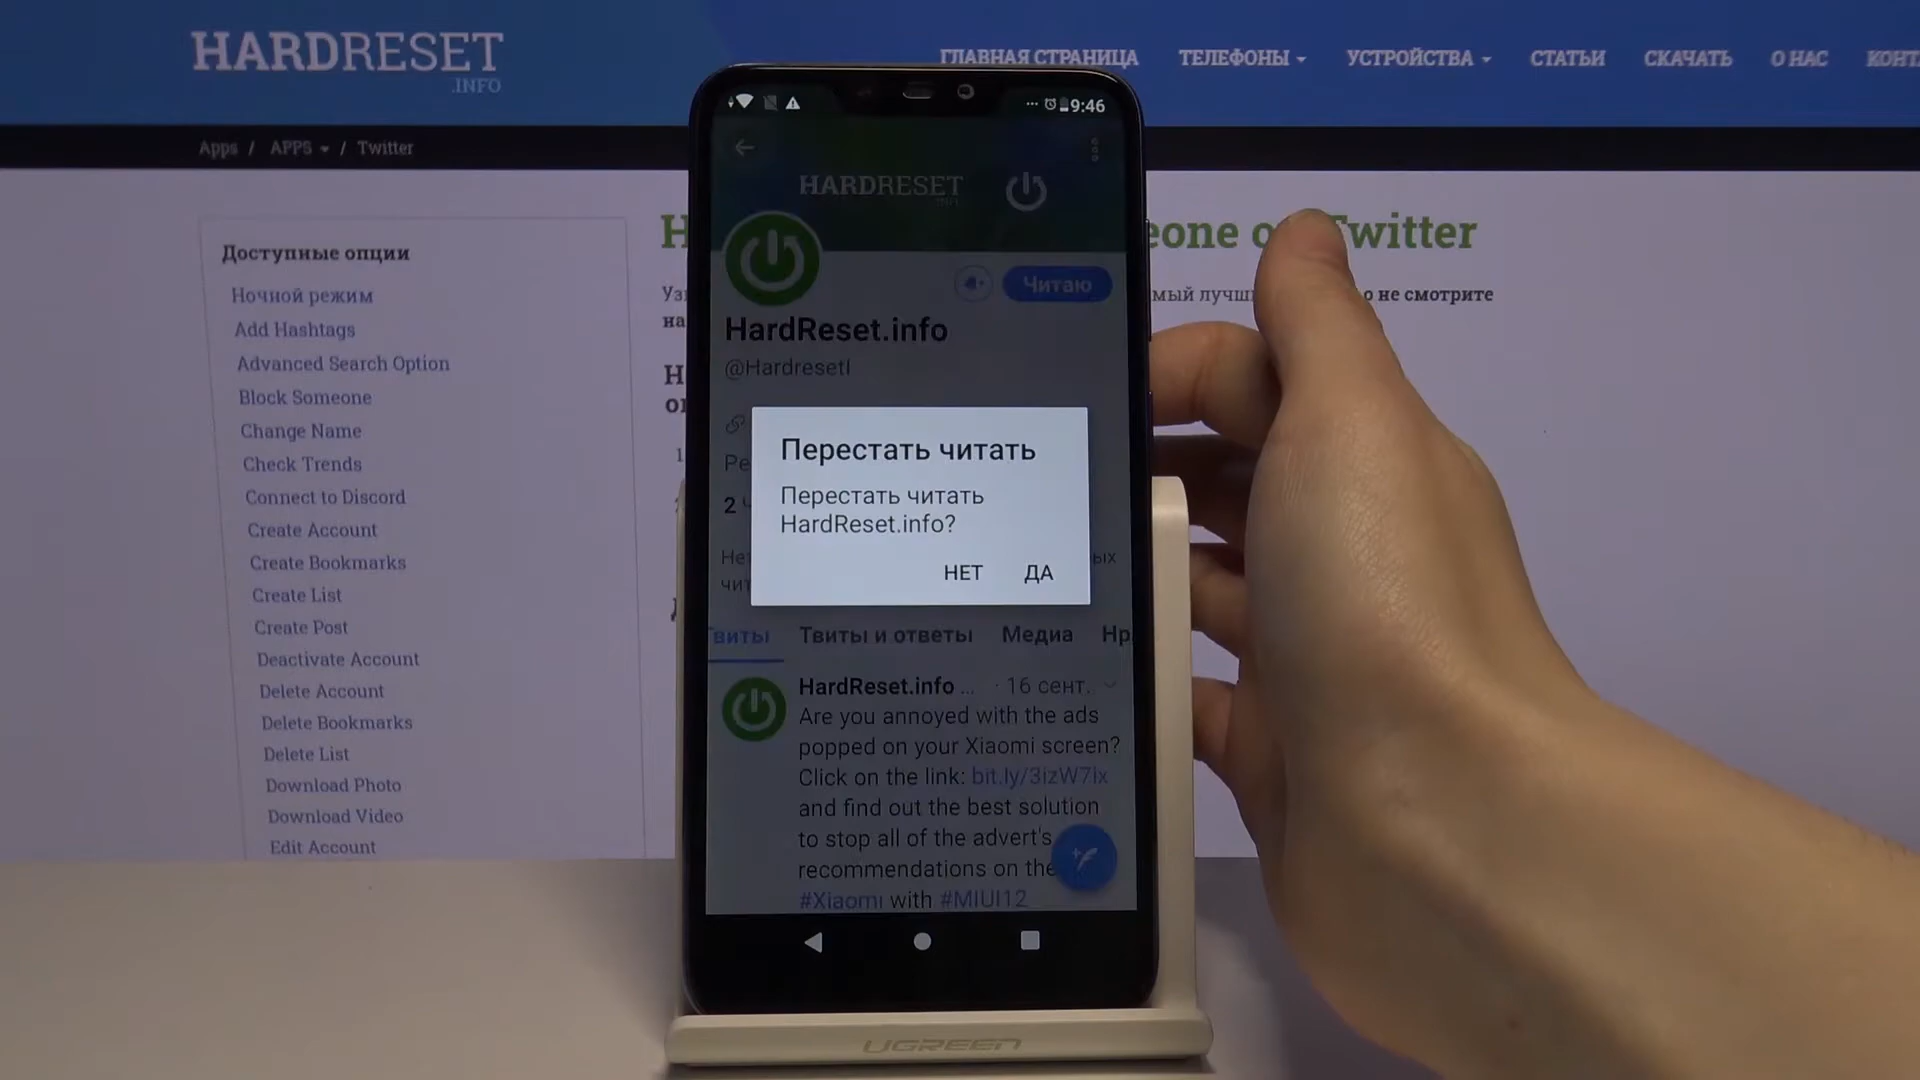 HARDRESET
.INFO
ГЛАВНАЯ СТРАНИЦА
ТЕЛЕФОНЫ
УСТРОЙСТВА
СТАТЬИ
СКАЧАТЬ
О НАС
Apps / APPS / Twitter
Доступные опции
Ночной режим
Add Hashtags
Advanced Search Option
Block Someone
Change Name
Check Trends
Connect to Discord
Create Account
Create Bookmarks
Create List
Create Post
Deactivate Account
Delete Account
Delete Bookmarks
Delete List
Download Photo
Download Video
Edit Account
Twitter
о не смотрите
9:46
HARDRESET
Читаю
HardReset.info
@HardresetI
Перестать читать
Перестать читать
HardReset.info?
НЕТ ДА
Твиты и ответы
Медиа
HardReset.info ... · 16 сент.
Are you annoyed with the ads
popped on your Xiaomi screen?
Click on the link: bit.ly/3izW7ix
and find out the best solution
to stop all of the advert's
recommendations on the
#Xiaomi with #MIUI12
UGREEN